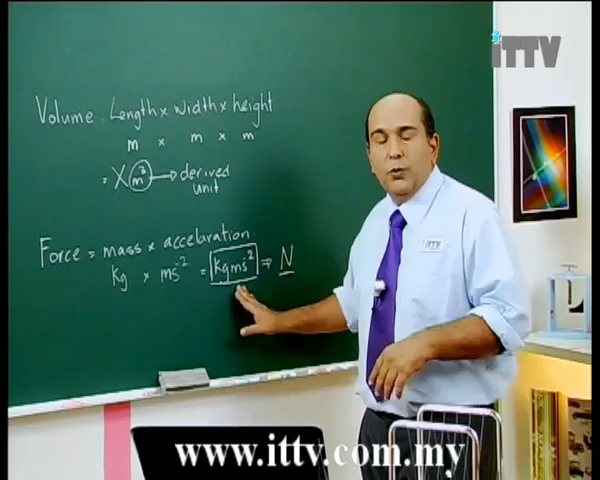 iTTV
Volume . Length x width x height
m x m x m
= X m³ → derived
unit
Force = mass x accelaration
Kg x ms⁻² = Kgms⁻² ⇒ N
ITTV
www.ittv.com.my